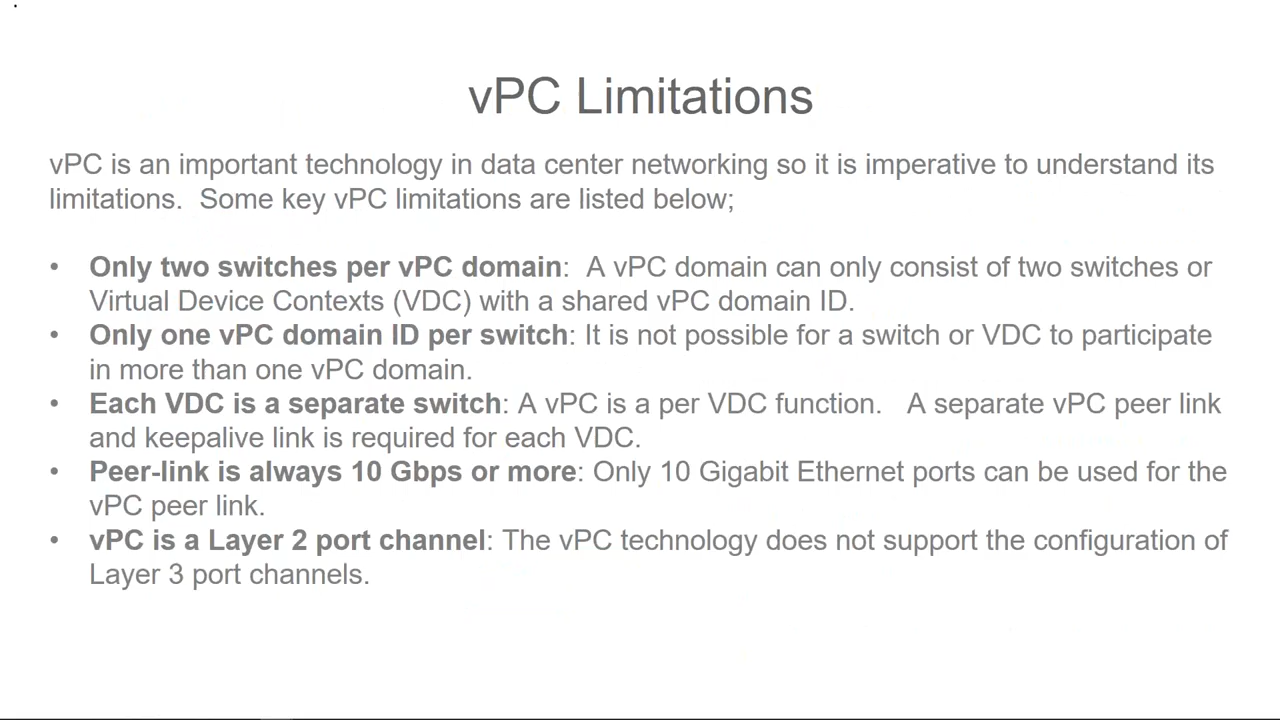 vPC Limitations
vPC is an important technology in data center networking so it is imperative to understand its
limitations.  Some key vPC limitations are listed below;
• Only two switches per vPC domain:  A vPC domain can only consist of two switches or
Virtual Device Contexts (VDC) with a shared vPC domain ID.
• Only one vPC domain ID per switch: It is not possible for a switch or VDC to participate
in more than one vPC domain.
• Each VDC is a separate switch: A vPC is a per VDC function.   A separate vPC peer link
and keepalive link is required for each VDC.
• Peer-link is always 10 Gbps or more: Only 10 Gigabit Ethernet ports can be used for the
vPC peer link.
• vPC is a Layer 2 port channel: The vPC technology does not support the configuration of
Layer 3 port channels.